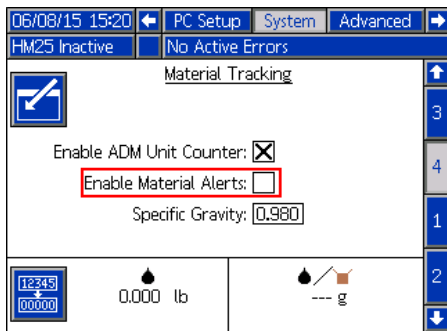 06/08/15 15:20 PC Setup System Advanced
HM25 Inactive No Active Errors
Material Tracking
3
Enable ADM Unit Counter:
4
Enable Material Alerts:
Specific Gravity: 0.980
1
2
12345
00000
0.000 lb
/
--- g